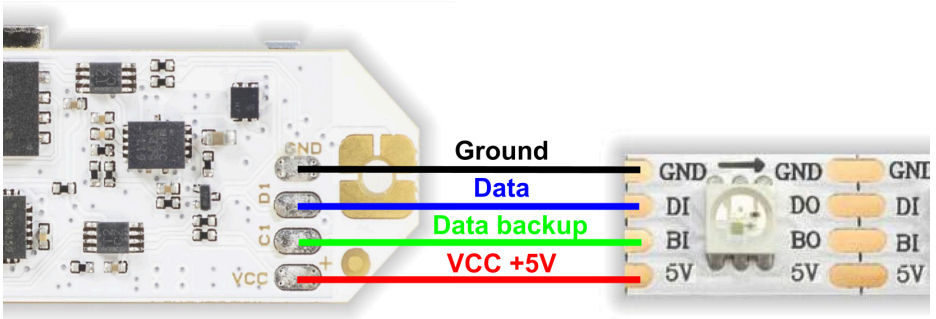 GND
D1
C1
+
VCC
Ground
Data
Data backup
VCC +5V
GND GND GND
DI DO DI
BI BO BI
5V 5V 5V